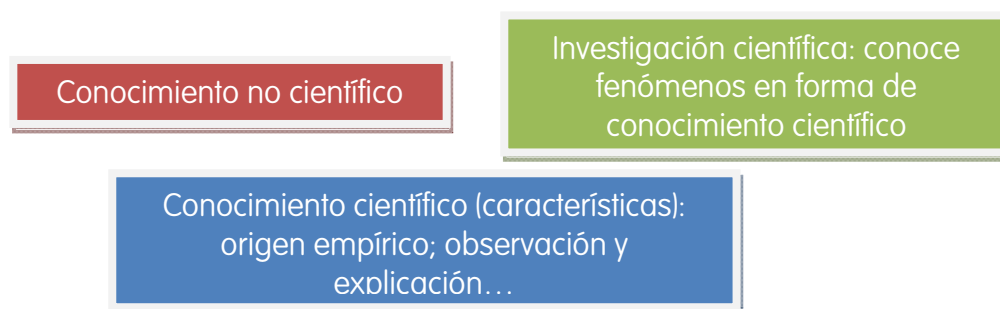 Conocimiento no científico
Investigación científica: conoce
fenómenos en forma de
conocimiento científico
Conocimiento científico (características):
origen empírico; observación y
explicación…